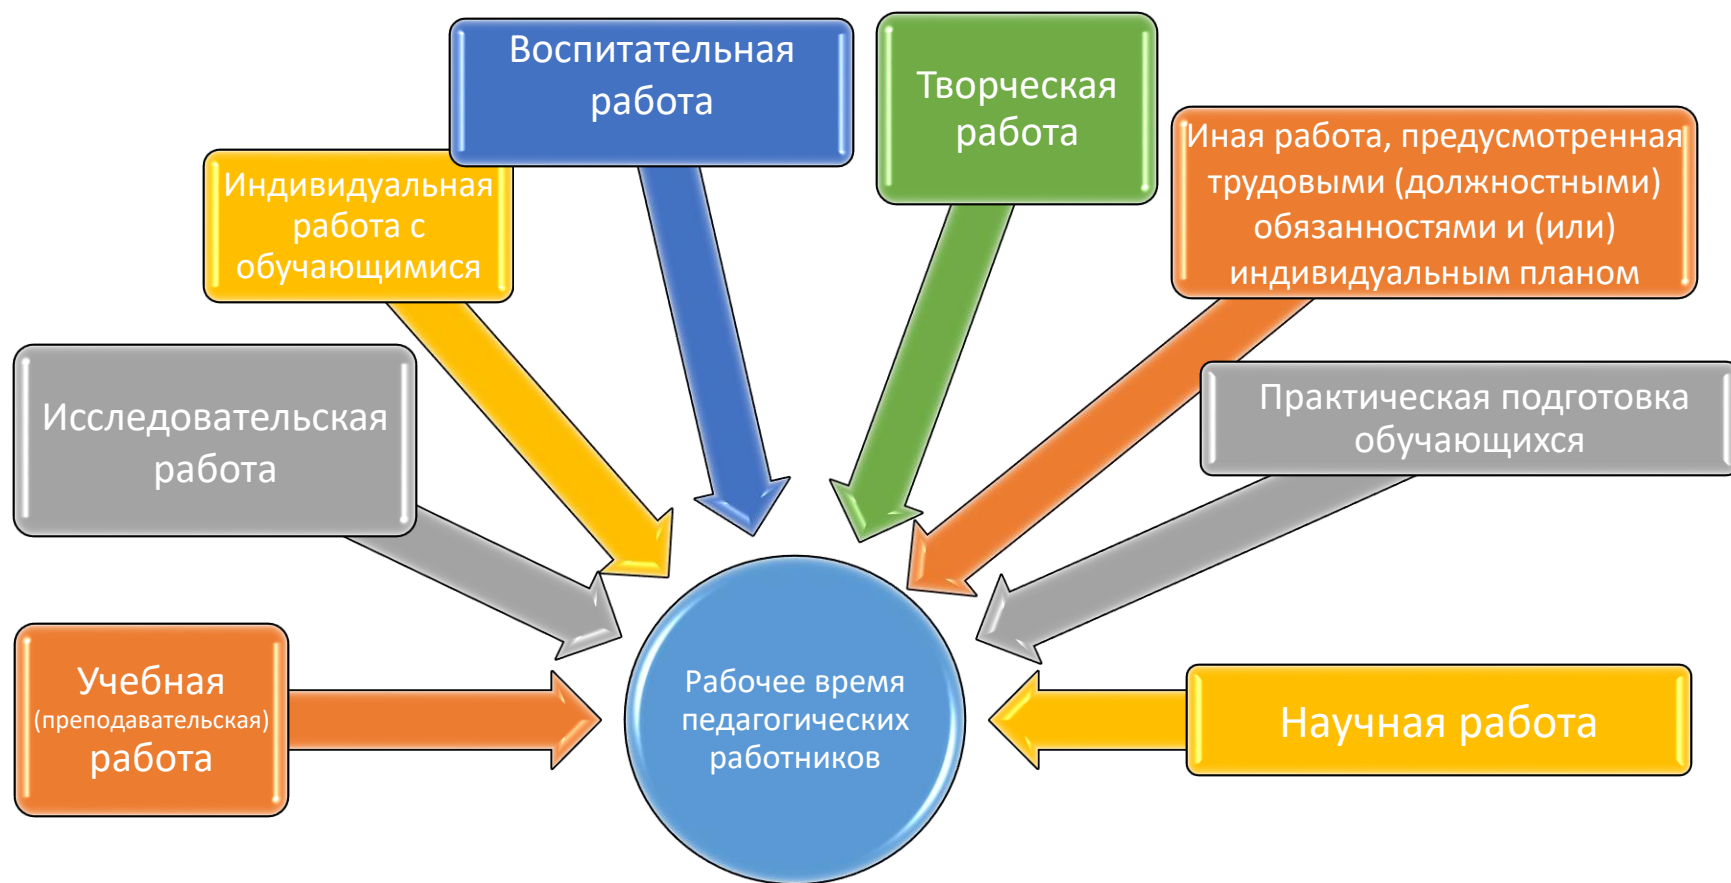 Воспитательная
работа
Творческая
работа
Иная работа, предусмотренная
трудовыми (должностными)
обязанностями и (или)
индивидуальным планом
Индивидуальная
работа с
обучающимися
Исследовательская
работа
Практическая подготовка
обучающихся
Учебная
(преподавательская)
работа
Рабочее время
педагогических
работников
Научная работа